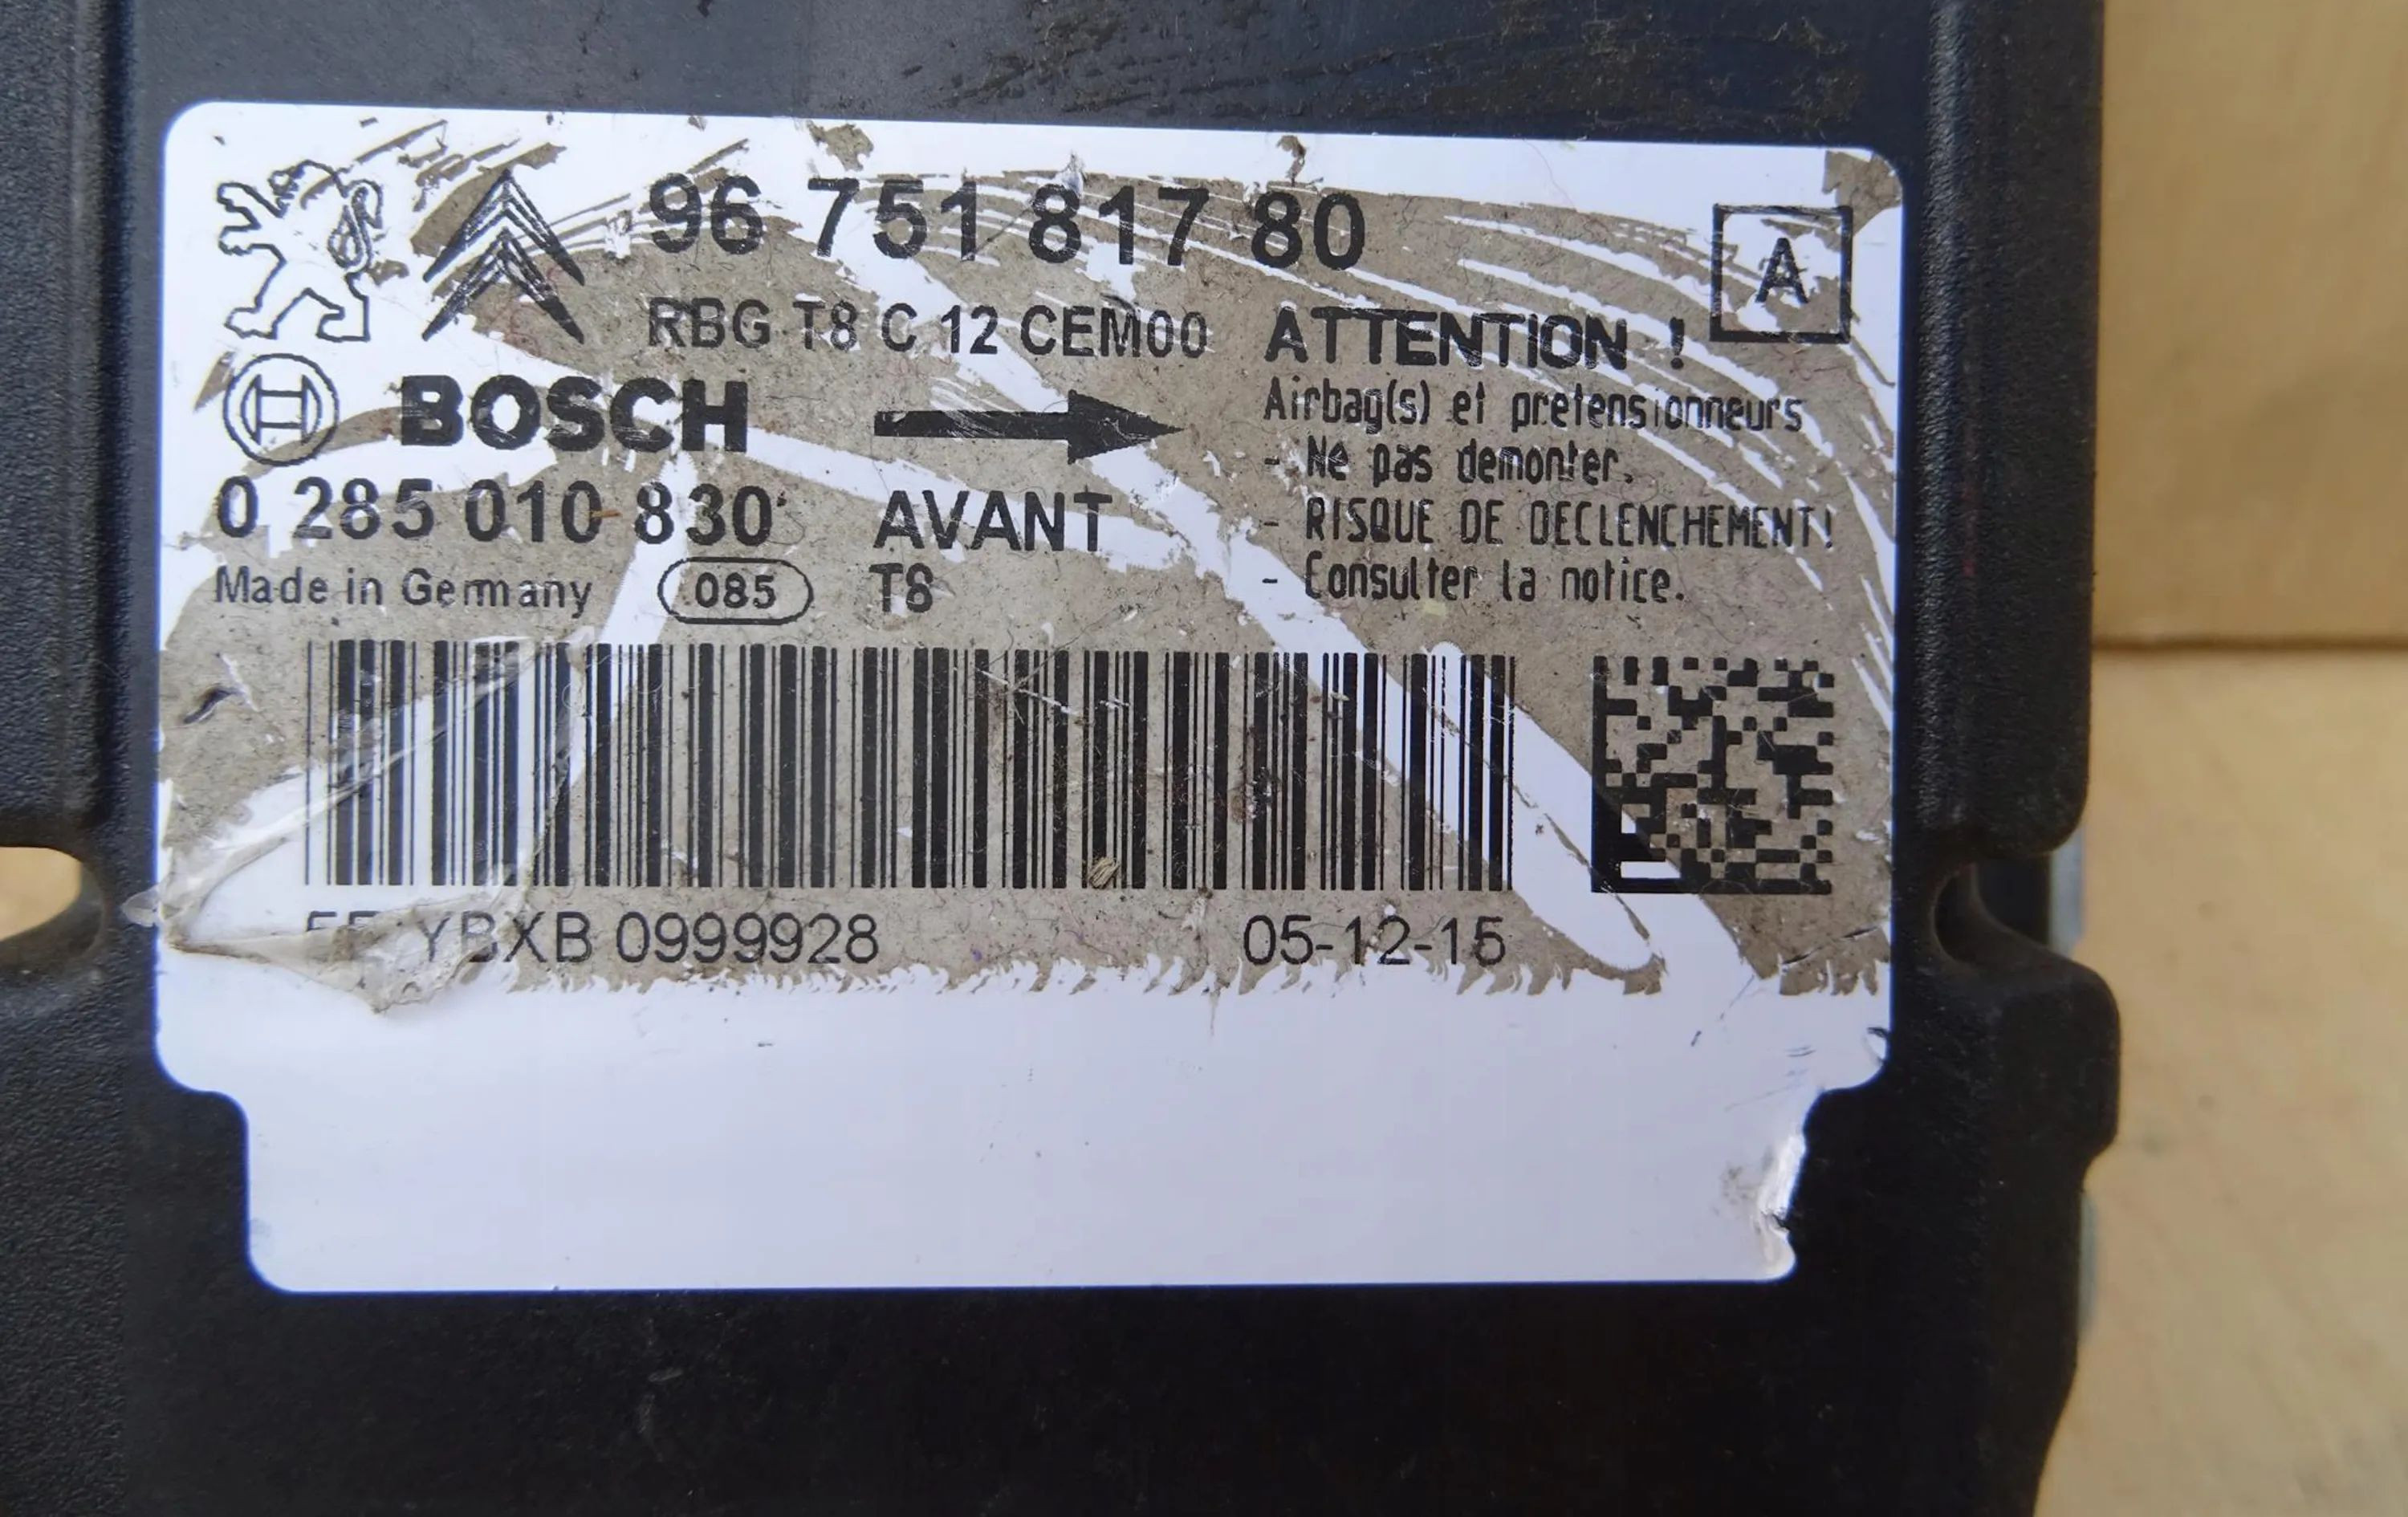 96 751 817 80
A
RBG T8 C 12 CEM00
ATTENTION !
BOSCH
Airbag(s) et pretensionneurs
- Ne pas demonter.
0 285 010 830
AVANT
- RISQUE DE DECLENCHEMENT!
Made in Germany
085
T8
- Consulter la notice.
YBXB 0999928
05-12-15